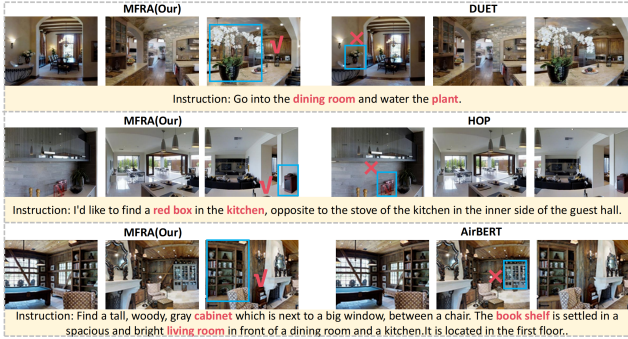 MFRA(Our) DUET
Instruction: Go into the dining room and water the plant.
MFRA(Our) HOP
Instruction: I'd like to find a red box in the kitchen, opposite to the stove of the kitchen in the inner side of the guest hall.
MFRA(Our) AirBERT
Instruction: Find a tall, woody, gray cabinet which is next to a big window, between a chair. The book shelf is settled in a
spacious and bright living room in front of a dining room and a kitchen.It is located in the first floor..